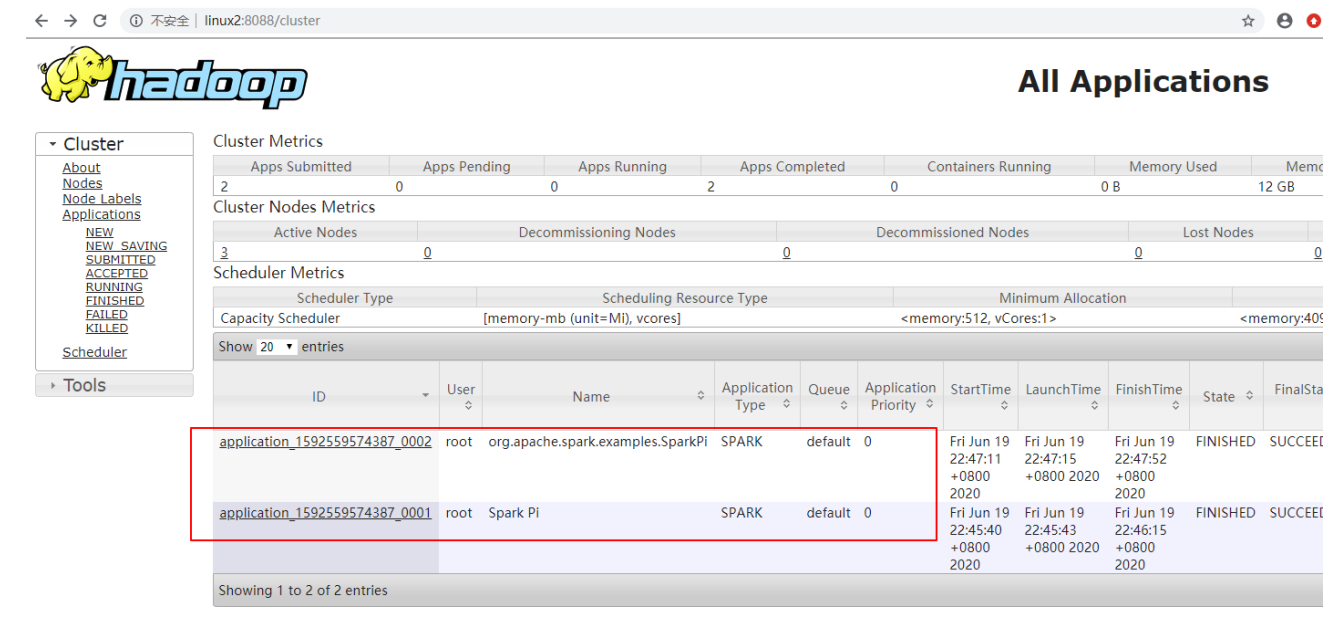 不安全 | linux2:8088/cluster
hadoop
All Applications
Cluster
About
Nodes
Node Labels
Applications
NEW
NEW_SAVING
SUBMITTED
ACCEPTED
RUNNING
FINISHED
FAILED
KILLED
Scheduler
Tools
Cluster Metrics
Apps Submitted Apps Pending Apps Running Apps Completed Containers Running Memory Used Memo
2 0 0 2 0 0 B 12 GB
Cluster Nodes Metrics
Active Nodes Decommissioning Nodes Decommissioned Nodes Lost Nodes
3 0 0 0 0
Scheduler Metrics
Scheduler Type Scheduling Resource Type Minimum Allocation
Capacity Scheduler [memory-mb (unit=Mi), vcores] <memory:512, vCores:1> <memory:409
Show 20 entries
ID User Name Application Type Queue Application Priority StartTime LaunchTime FinishTime State FinalSta
application_1592559574387_0002 root org.apache.spark.examples.SparkPi SPARK default 0 Fri Jun 19 Fri Jun 19 Fri Jun 19 FINISHED SUCCEED
22:47:11 22:47:15 22:47:52
+0800 +0800 2020 +0800
2020 2020
application_1592559574387_0001 root Spark Pi SPARK default 0 Fri Jun 19 Fri Jun 19 Fri Jun 19 FINISHED SUCCEED
22:45:40 22:45:43 22:46:15
+0800 +0800 2020 +0800
2020 2020
Showing 1 to 2 of 2 entries